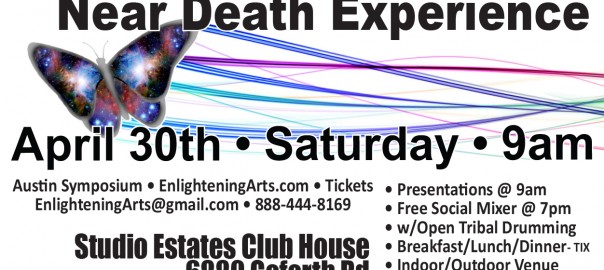 Near Death Experience
April 30th • Saturday • 9am
Austin Symposium • EnlighteningArts.com • Tickets
EnlighteningArts@gmail.com • 888-444-8169
Studio Estates Club House
• Presentations @ 9am
• Free Social Mixer @ 7pm
• w/Open Tribal Drumming
• Breakfast/Lunch/Dinner- TIX
• Indoor/Outdoor Venue